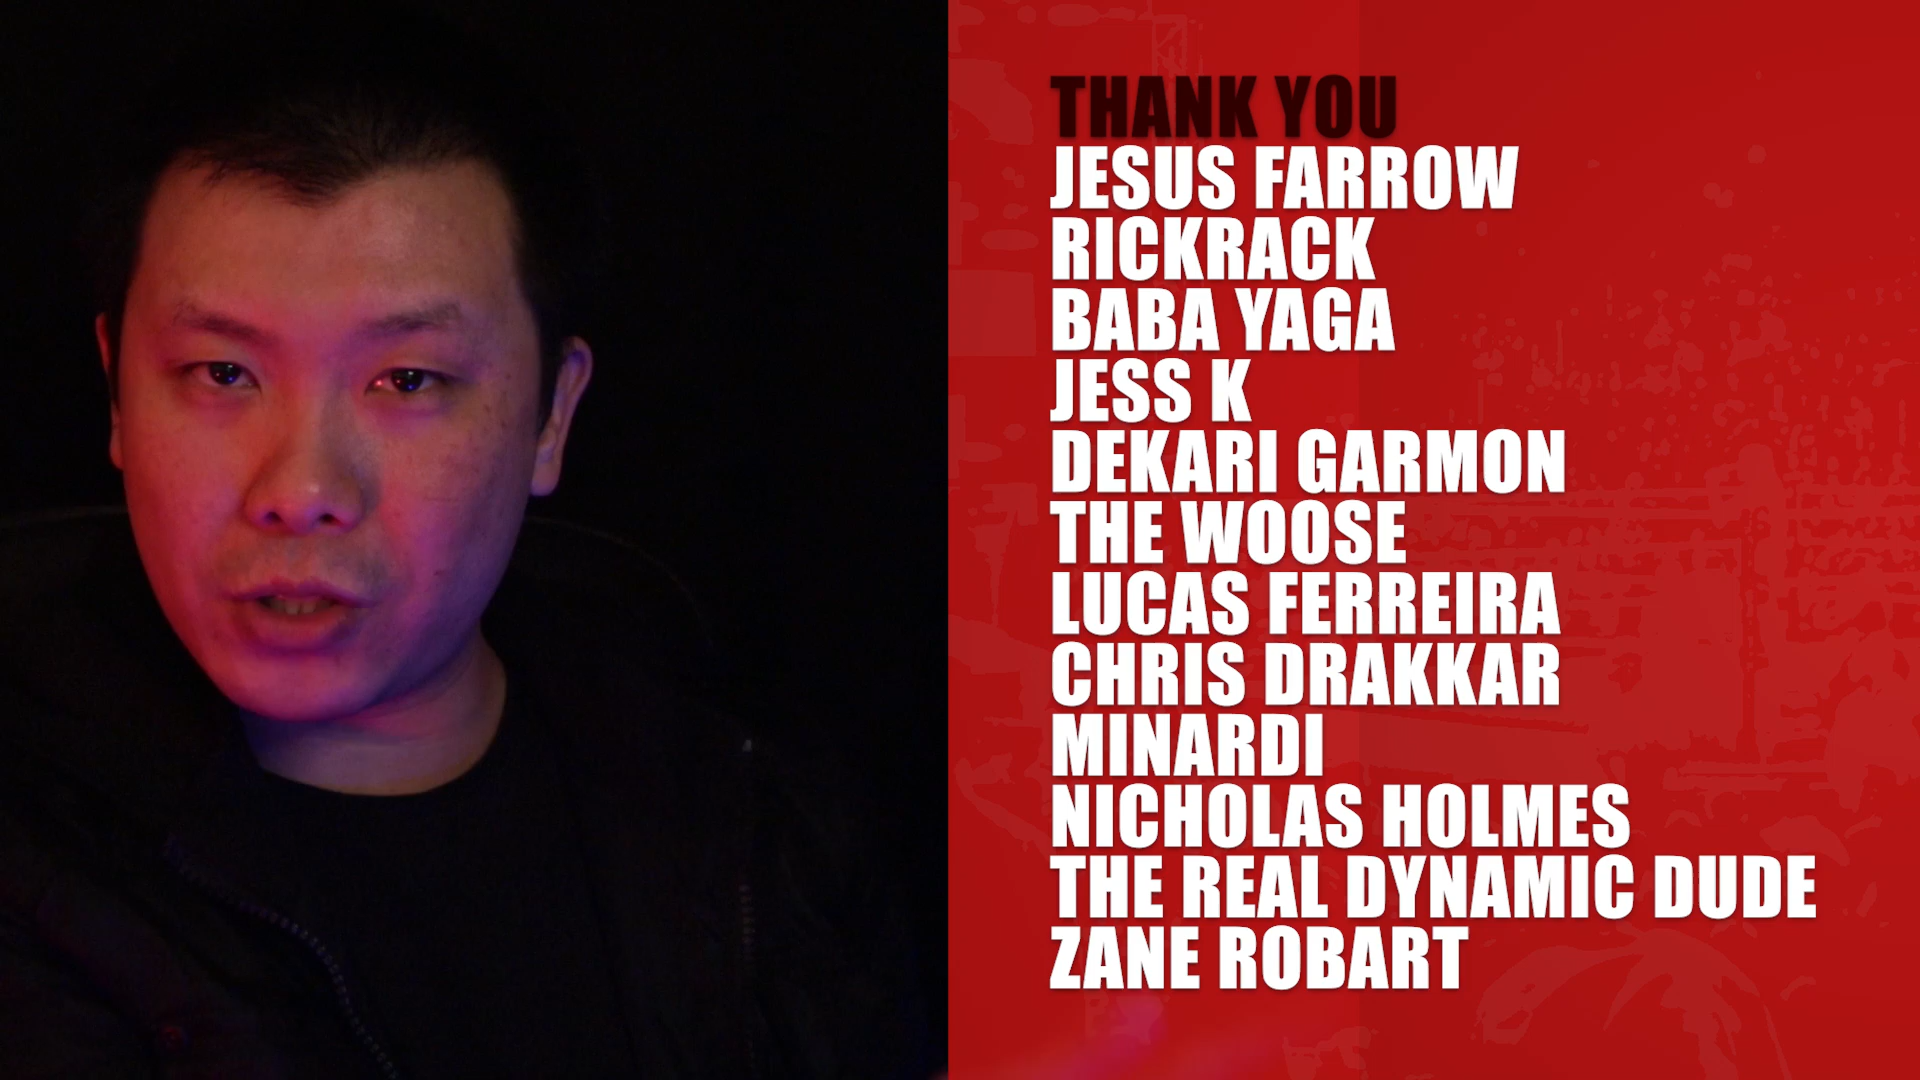 THANK YOU
JESUS FARROW
RICKRACK
BABA YAGA
JESS K
DEKARI GARMON
THE WOOSE
LUCAS FERREIRA
CHRIS DRAKKAR
MINARDI
NICHOLAS HOLMES
THE REAL DYNAMIC DUDE
ZANE ROBART